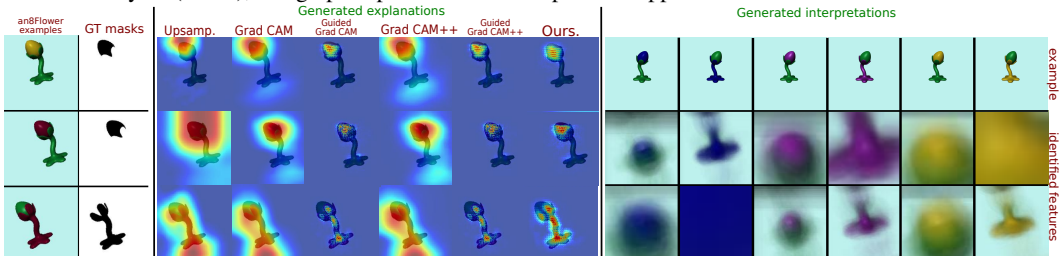 Generated explanations
Generated interpretations
an8Flower
examples
GT masks
Upsamp.
Grad CAM
Guided
Grad CAM
Grad CAM++
Guided
Grad CAM++
Ours.
example
identified features